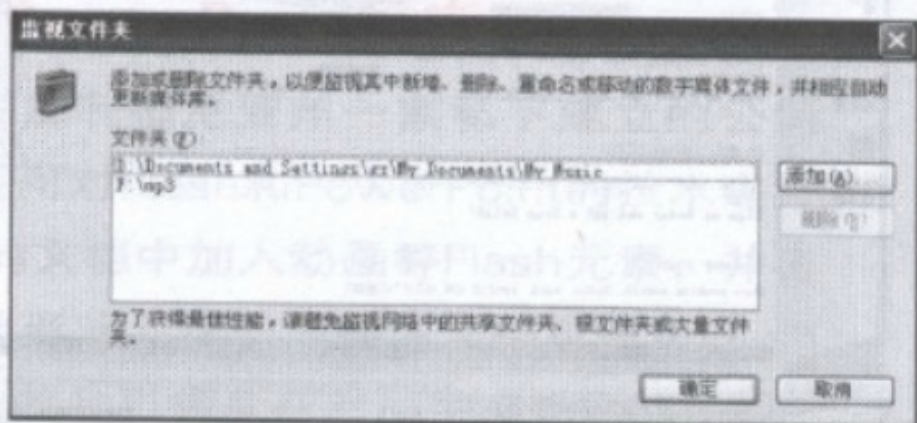 监视文件夹
添加或删除文件夹，以便监视其中新增、删除、重命名或移动的数字媒体文件，并相应自动
更新媒体库。
文件夹(F)
\Documents and Settings\ \My Documents\My Music
F:\mp3
添加(A)
删除(R)
为了获得最佳性能，请避免监视网络中的共享文件夹、根文件夹或大量文件
夹。
确定
取消